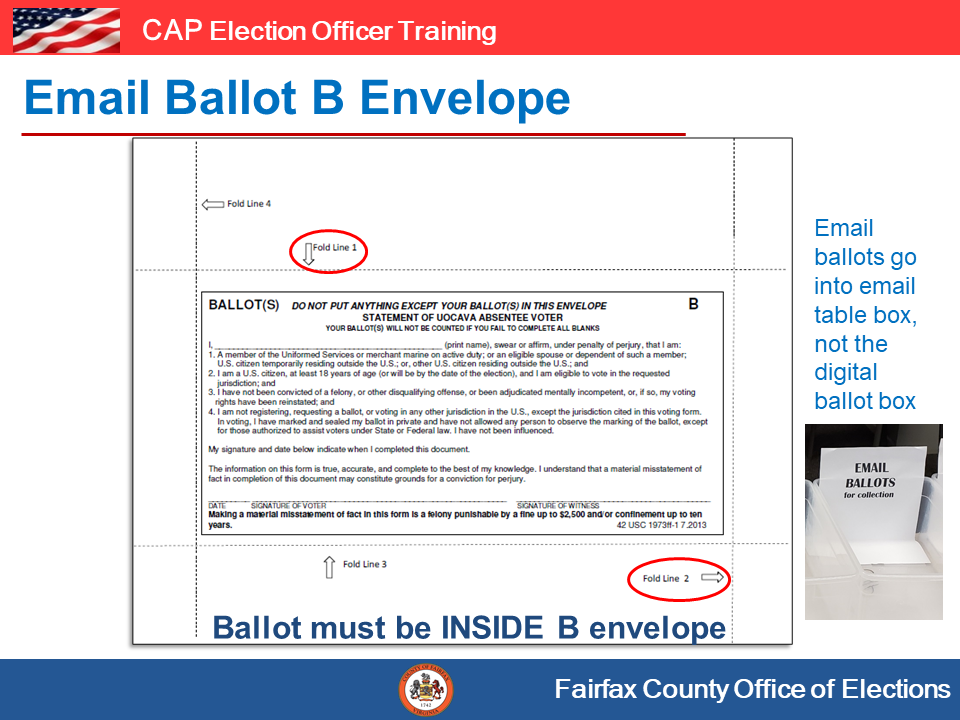 CAP Election Officer Training
Email Ballot B Envelope
Fold Line 4
Fold Line 1
BALLOT(S) DO NOT PUT ANYTHING EXCEPT YOUR BALLOT(S) IN THIS ENVELOPE B
STATEMENT OF UOCAVA ABSENTEE VOTER
YOUR BALLOT(S) WILL NOT BE COUNTED IF YOU FAIL TO COMPLETE ALL BLANKS
I, (print name), swear or affirm, under penalty of perjury, that I am:
1. A member of the Uniformed Services or merchant marine on active duty; or an eligible spouse or dependent of such a member;
U.S. citizen temporarily residing outside the U.S.; or, other U.S. citizen residing outside the U.S.; and
2. I am a U.S. citizen, at least 18 years of age (or will be by the date of the election), and I am eligible to vote in the requested
jurisdiction; and
3. I have not been convicted of a felony, or other disqualifying offense, or been adjudicated mentally incompetent, or, if so, my voting
rights have been reinstated; and
4. I am not registering, requesting a ballot, or voting in any other jurisdiction in the U.S., except the jurisdiction cited in this voting form.
In voting, I have marked and sealed my ballot in private and have not allowed any person to observe the marking of the ballot, except
for those authorized to assist voters under State or Federal law. I have not been influenced.
My signature and date below indicate when I completed this document.
The information on this form is true, accurate, and complete to the best of my knowledge. I understand that a material misstatement of
fact in completion of this document may constitute grounds for a conviction for perjury.
DATE SIGNATURE OF VOTER SIGNATURE OF WITNESS
Making a material misstatement of fact in this form is a felony punishable by a fine up to $2,500 and/or confinement up to ten
years. 42 USC 1973ff-1 7.2013
Fold Line 3
Fold Line 2
Ballot must be INSIDE B envelope
Email
ballots go
into email
table box,
not the
digital
ballot box
EMAIL
BALLOTS
for collection
COUNTY OF FAIRFAX
1742
VIRGINIA
Fairfax County Office of Elections